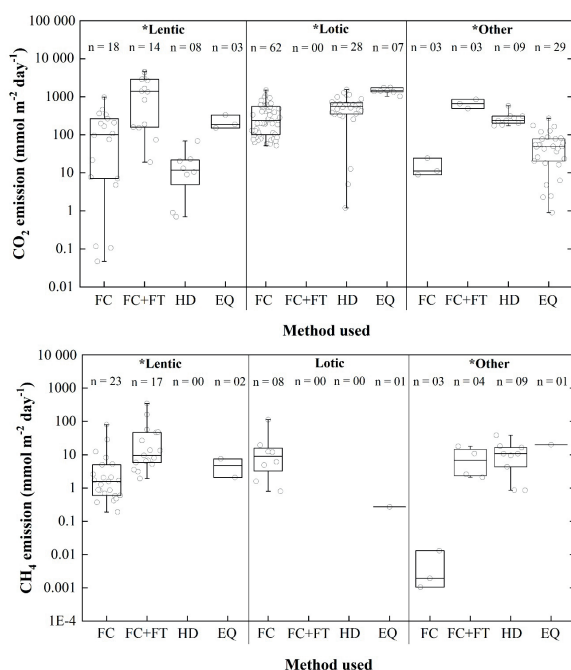 *Lentic *Lotic *Other
n = 18 n = 14 n = 08 n = 03 n = 62 n = 00 n = 28 n = 07 n = 03 n = 03 n = 09 n = 29
CO2 emission (mmol m-2 day-1)
100 000
10 000
1000
100
10
1
0.1
0.01
FC FC+FT HD EQ FC FC+FT HD EQ FC FC+FT HD EQ
Method used
*Lentic Lotic *Other
n = 23 n = 17 n = 00 n = 02 n = 08 n = 00 n = 00 n = 01 n = 03 n = 04 n = 09 n = 01
CH4 emission (mmol m-2 day-1)
10 000
1000
100
10
1
0.1
0.01
0.001
1E-4
FC FC+FT HD EQ FC FC+FT HD EQ FC FC+FT HD EQ
Method used